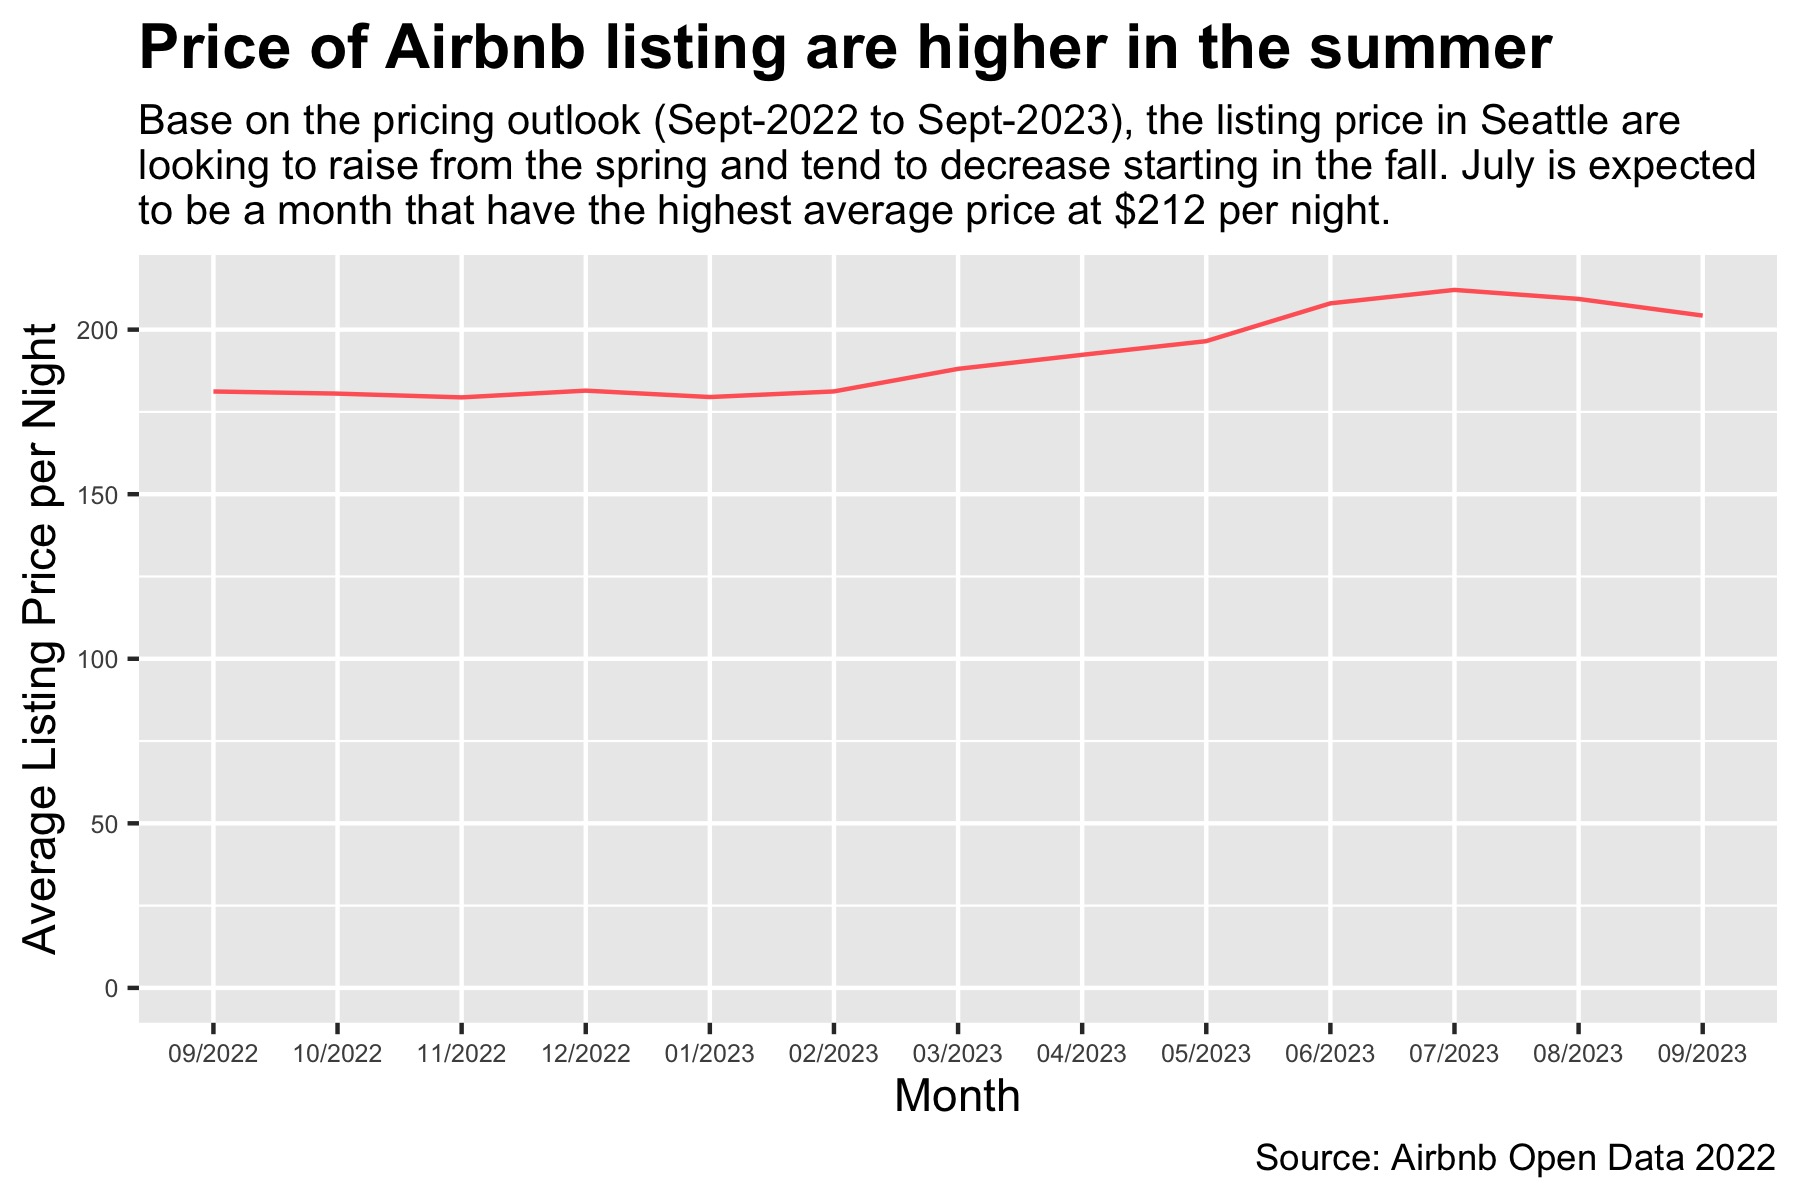 Price of Airbnb listing are higher in the summer
Base on the pricing outlook (Sept-2022 to Sept-2023), the listing price in Seattle are
looking to raise from the spring and tend to decrease starting in the fall. July is expected
to be a month that have the highest average price at $212 per night.
Average Listing Price per Night
200
150
100
50
0
09/2022 10/2022 11/2022 12/2022 01/2023 02/2023 03/2023 04/2023 05/2023 06/2023 07/2023 08/2023 09/2023
Month
Source: Airbnb Open Data 2022